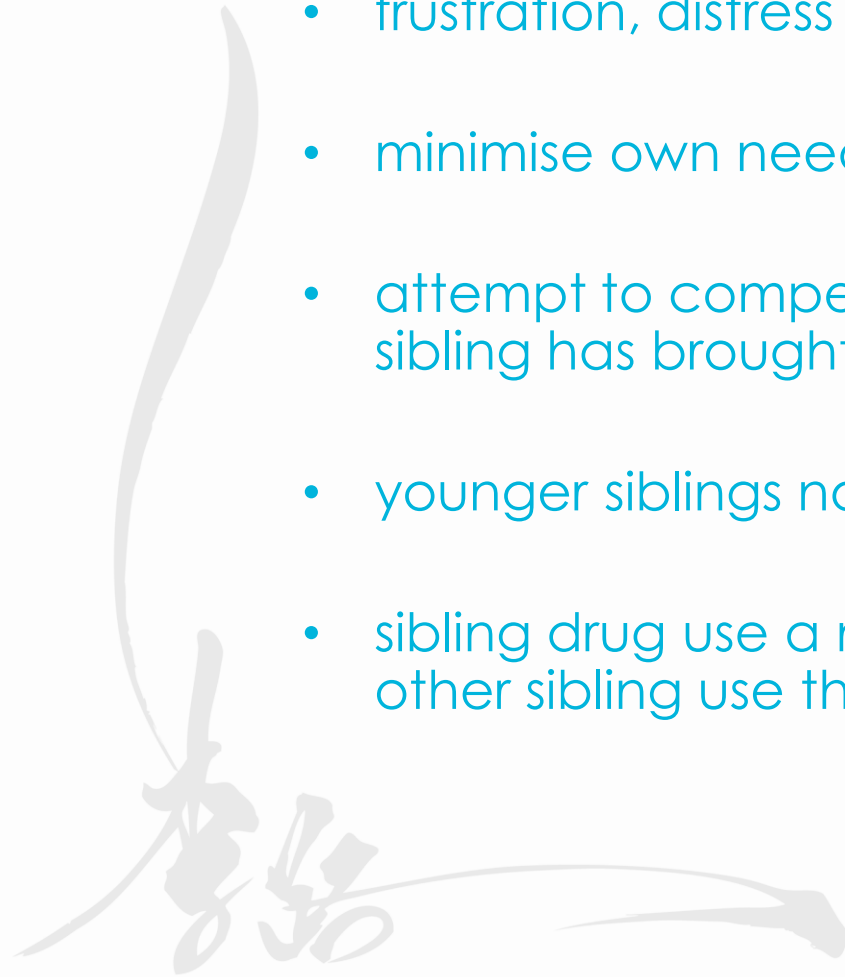 • frustration, distress
• minimise own need
• attempt to compe
sibling has brought
• younger siblings no
• sibling drug use a
other sibling use th